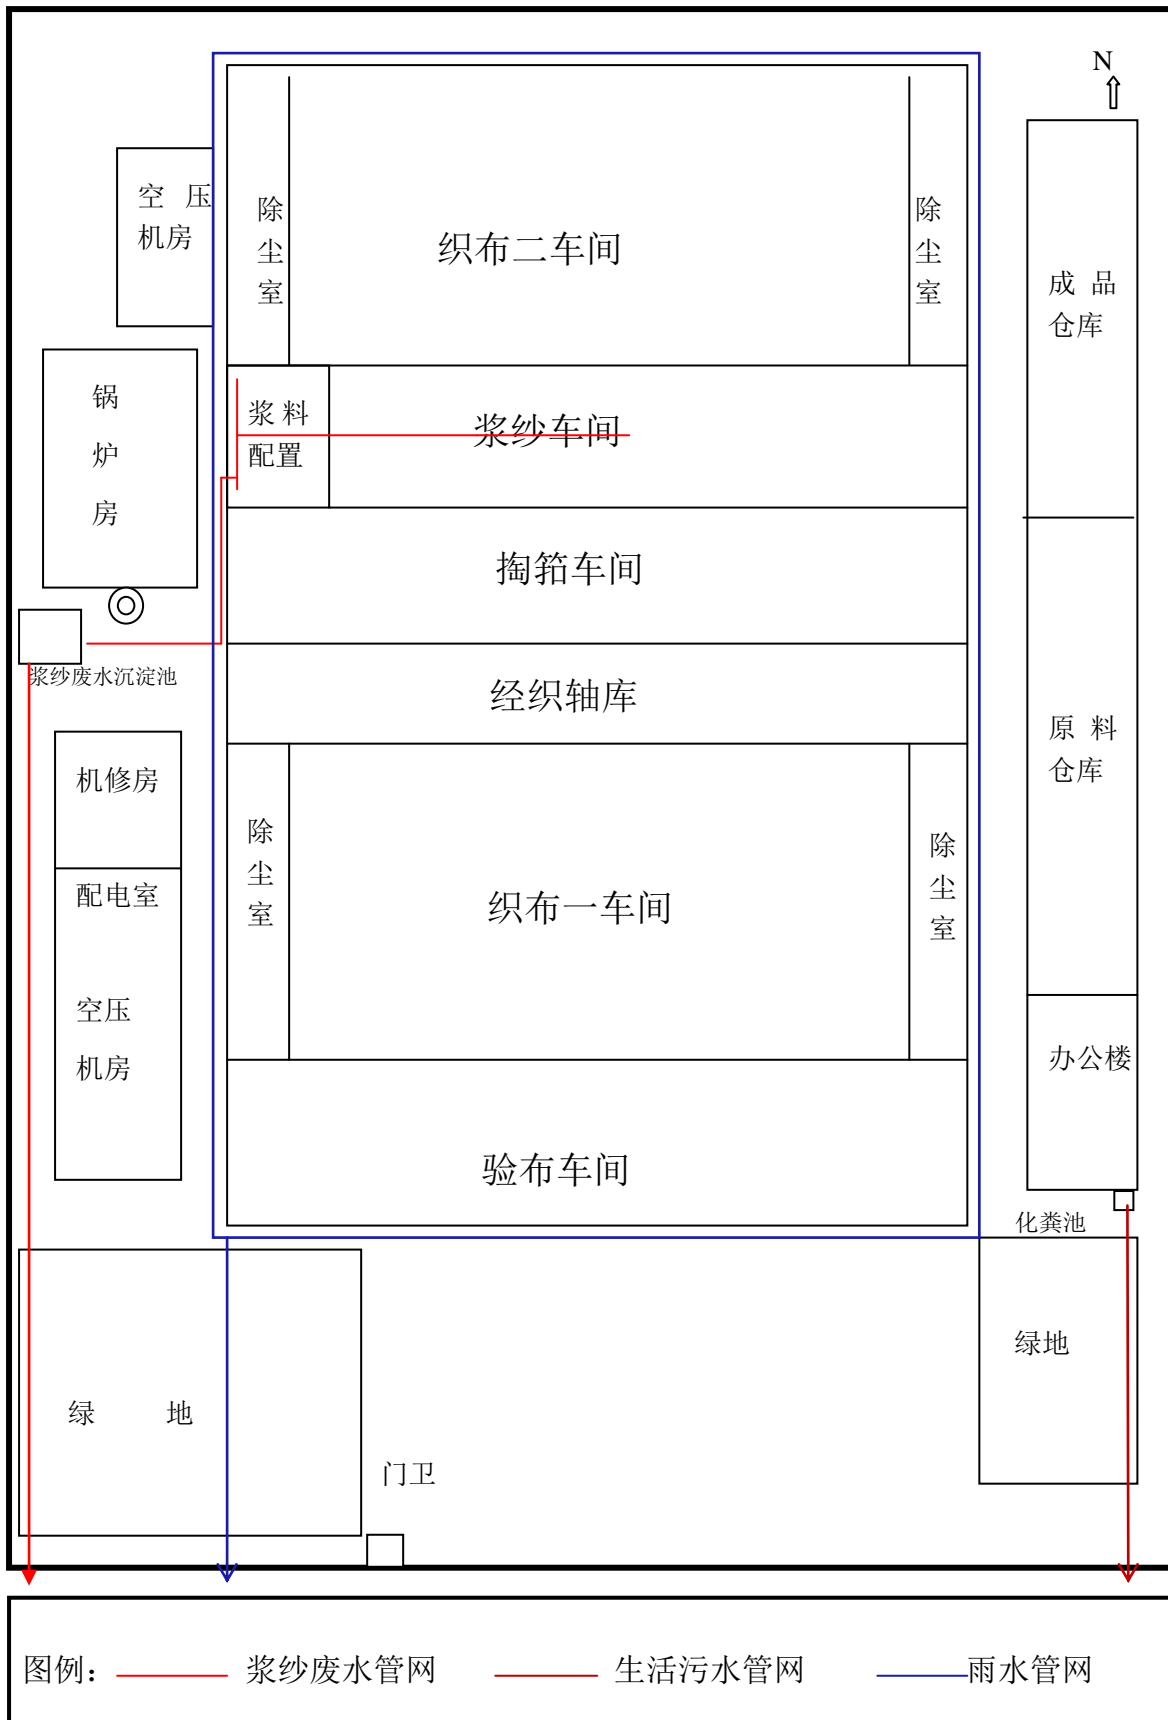 N
空 压
机房
除
尘
室
织布二车间
除
尘
室
成 品
仓库
锅
炉
房
浆 料
配置
浆纱车间
掏筘车间
浆纱废水沉淀池
经织轴库
原 料
仓库
机修房
配电室
空压
机房
除
尘
室
织布一车间
除
尘
室
办公楼
验布车间
化粪池
绿地
绿 地
门卫
图例： 浆纱废水管网 生活污水管网 雨水管网